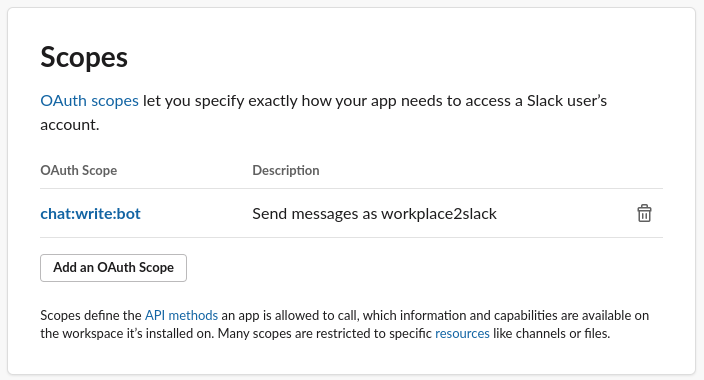 Scopes
OAuth scopes let you specify exactly how your app needs to access a Slack user’s
account.
OAuth Scope Description
chat:write:bot Send messages as workplace2slack
Add an OAuth Scope
Scopes define the API methods an app is allowed to call, which information and capabilities are available on
the workspace it’s installed on. Many scopes are restricted to specific resources like channels or files.